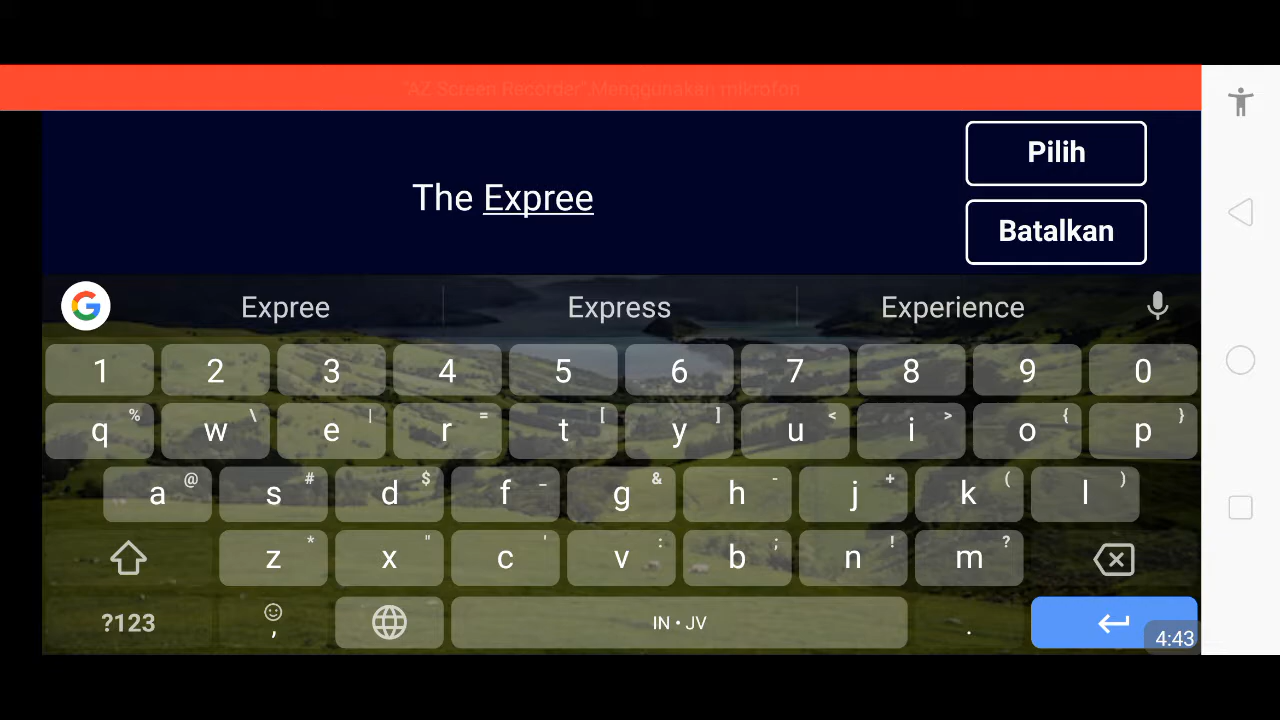 "AZ Screen Recorder" Menggunakan mikrofon
Pilih
The Expree
Batalkan
G Expree Express Experience
1 2 3 4 5 6 7 8 9 0
q % w \ e | r = t [ y ] u < i > o { p }
a @ s # d $ f _ g & h - j + k ( l )
z * x " c ' v : b ; n ! m ?
?123 , IN • JV .
4:43